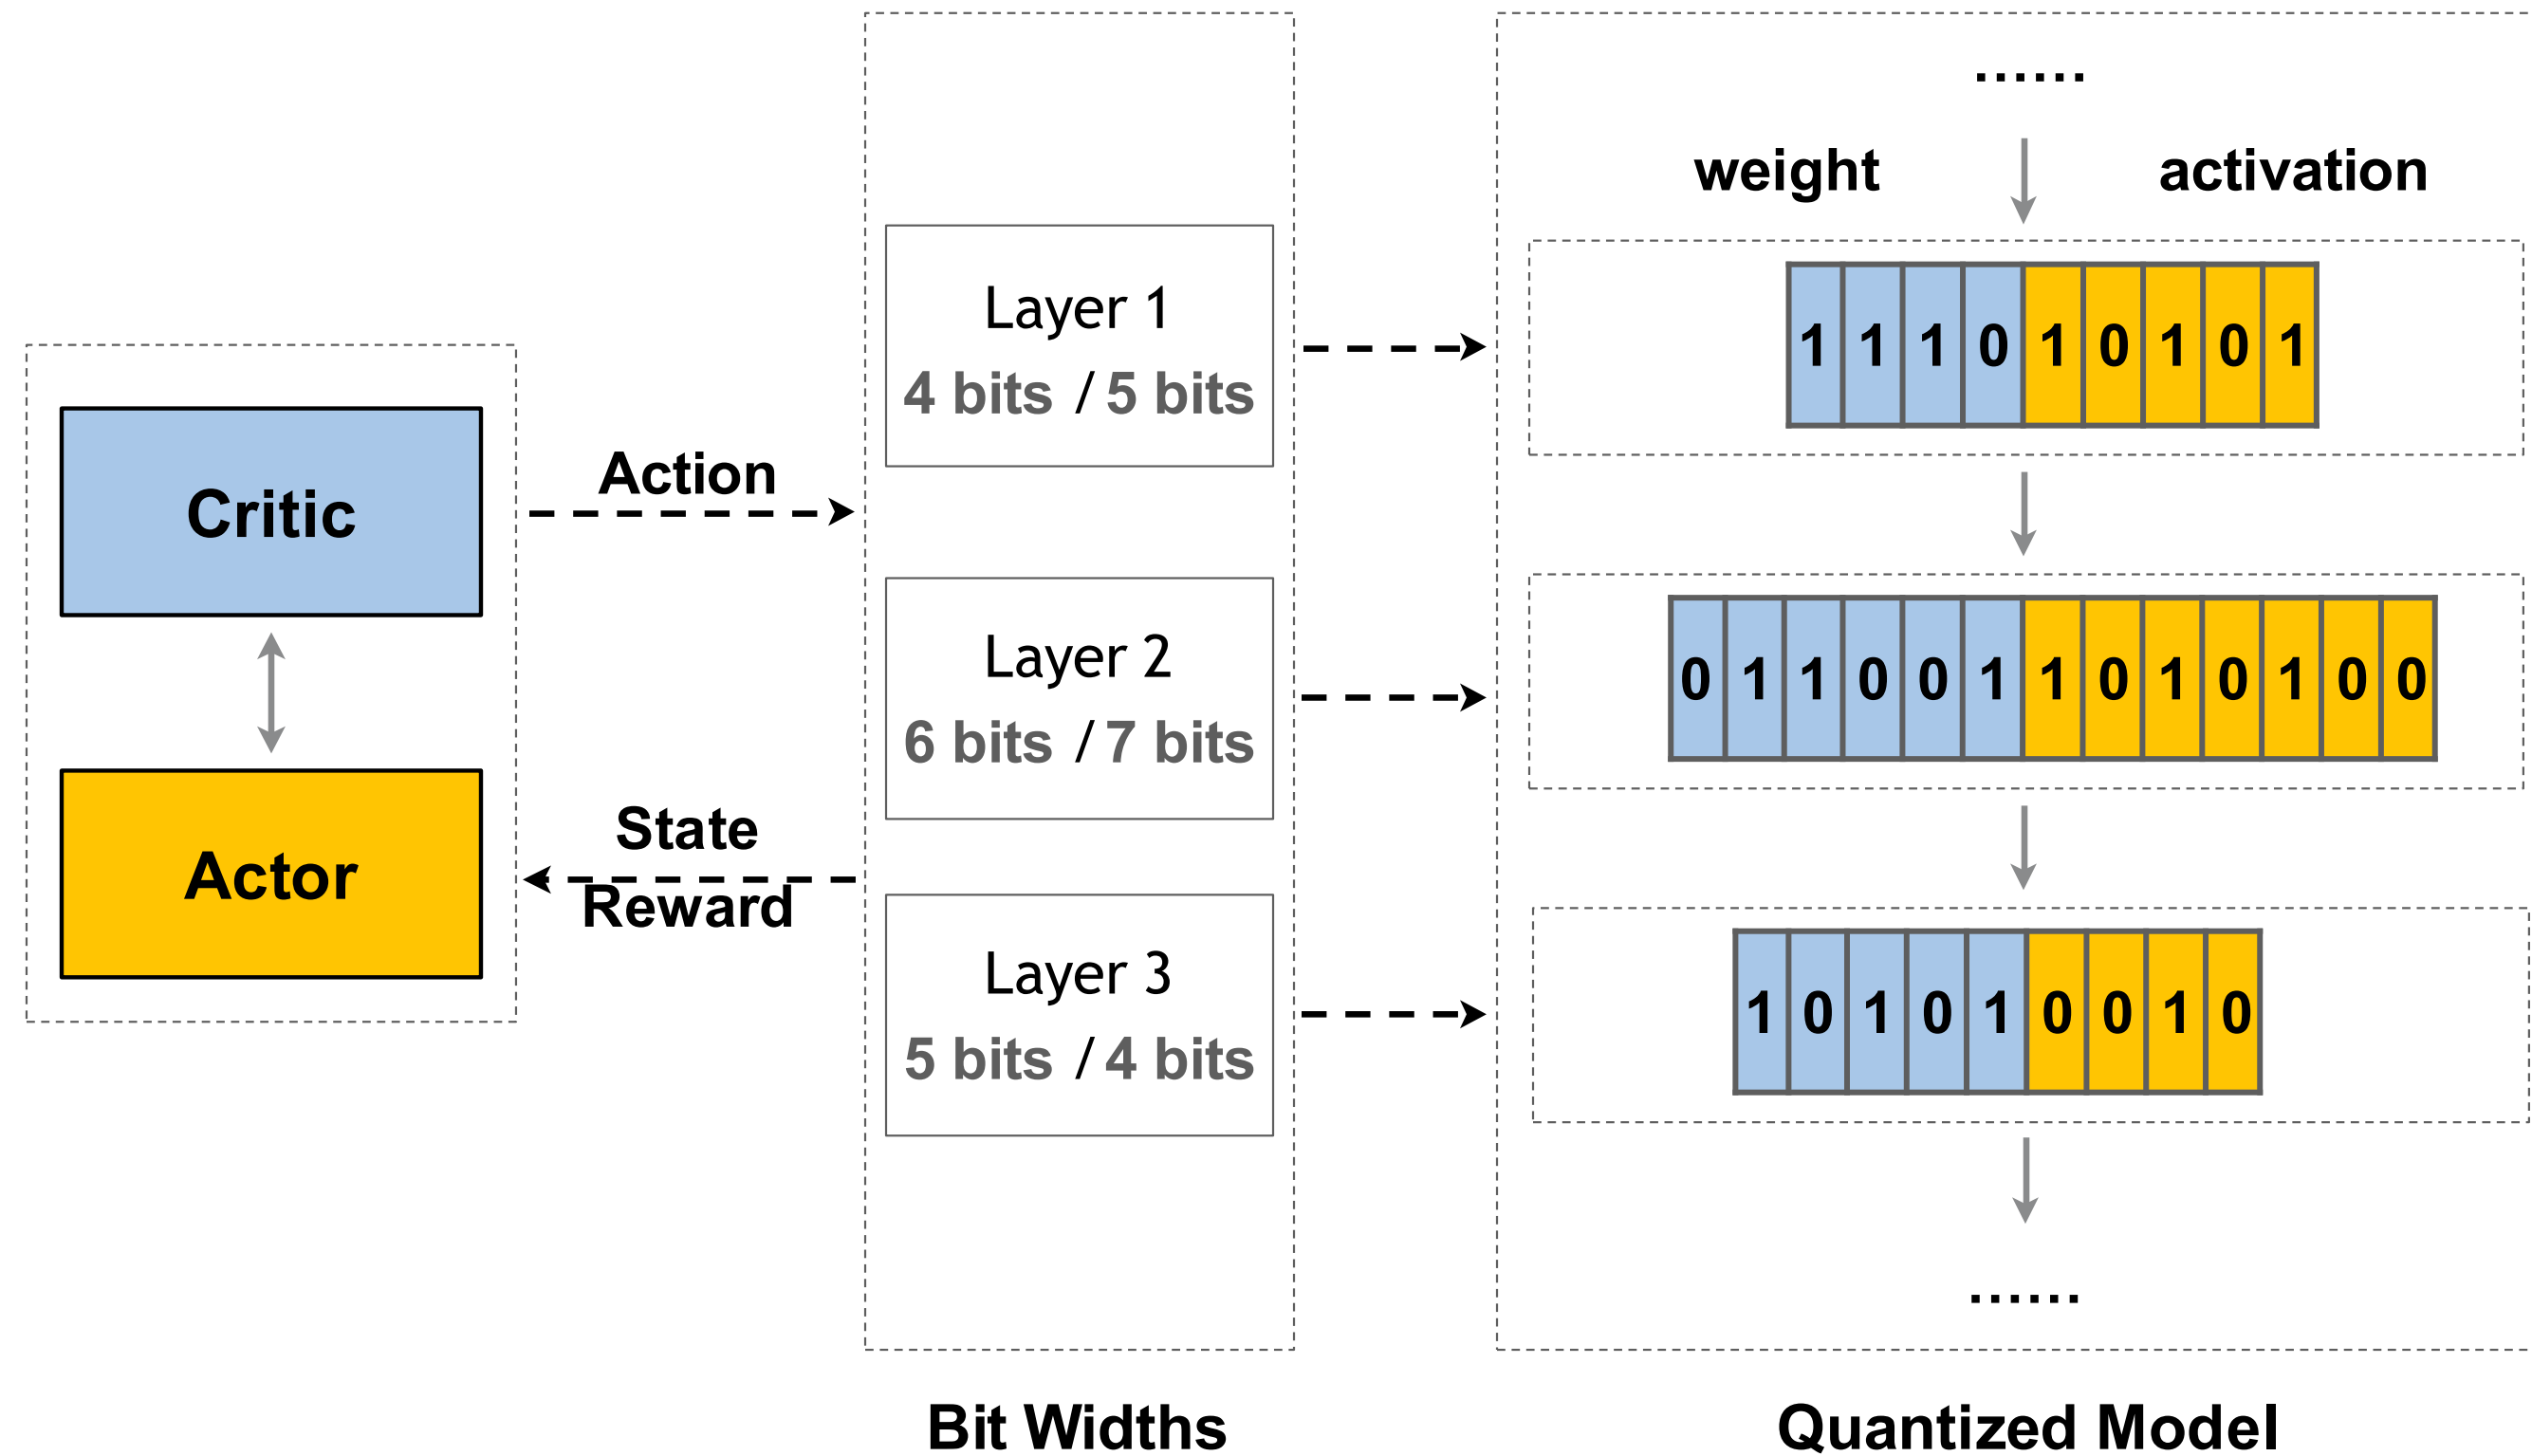 Critic
Actor
Action
State
Reward
Layer 1
4 bits / 5 bits
Layer 2
6 bits / 7 bits
Layer 3
5 bits / 4 bits
Bit Widths
......
weight activation
1 1 1 0 1 0 1 0 1
0 1 1 0 0 1 1 0 1 0 1 0 0
1 0 1 0 1 0 0 1 0
......
Quantized Model